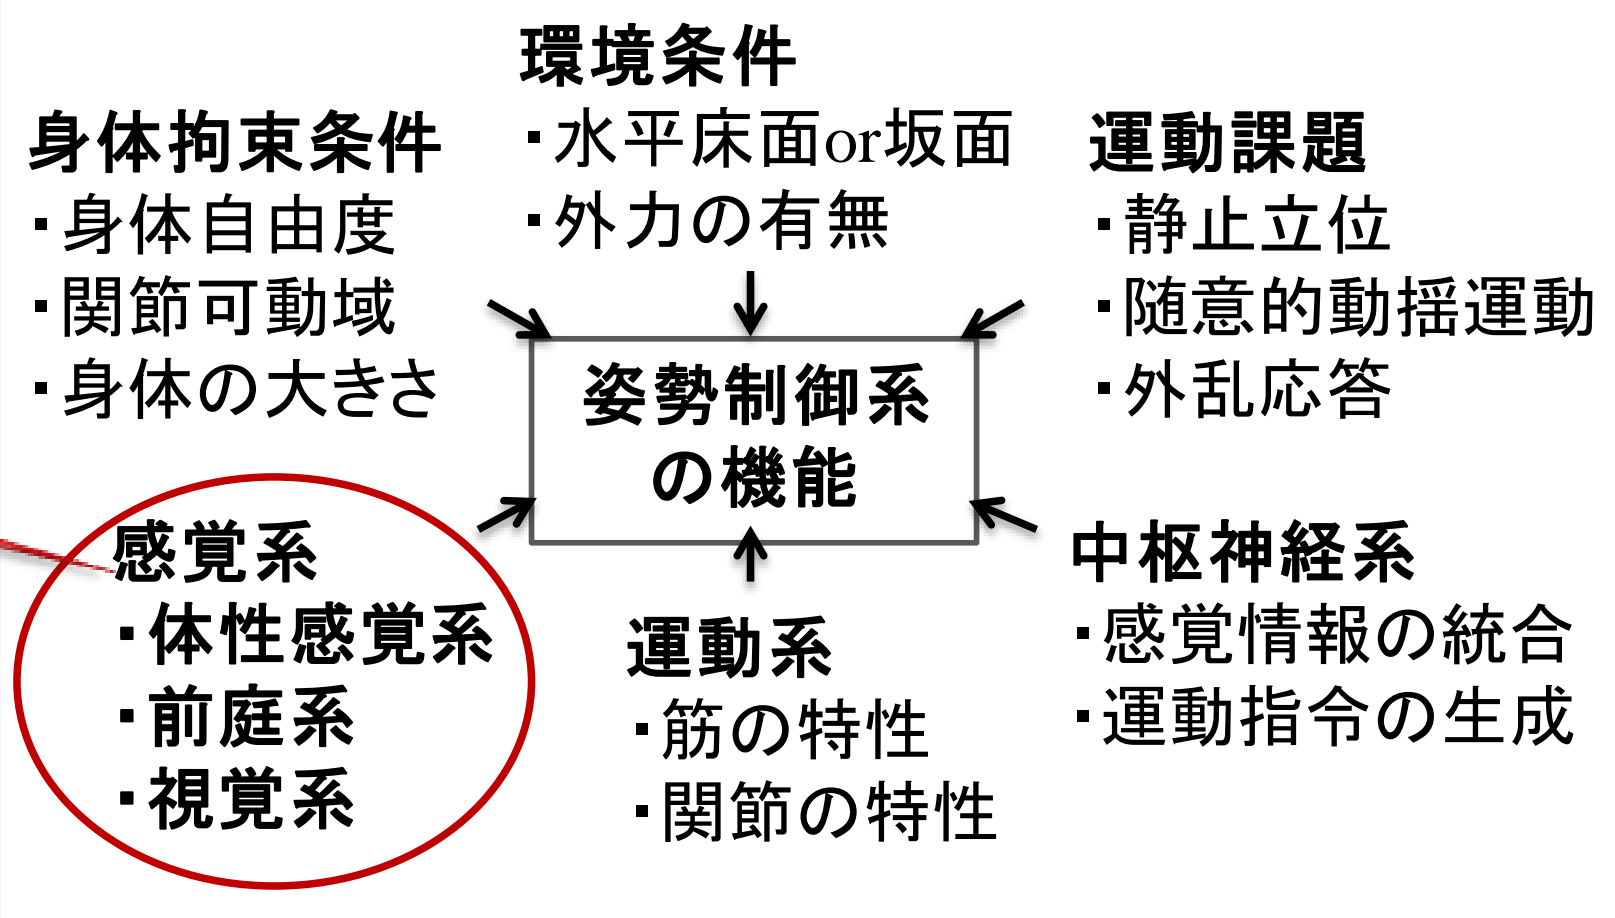 環境条件
・水平床面or坂面
・外力の有無
身体拘束条件
・身体自由度
・関節可動域
・身体の大きさ
運動課題
・静止立位
・随意的動揺運動
・外乱応答
姿勢制御系
の機能
感覚系
・体性感覚系
・前庭系
・視覚系
運動系
・筋の特性
・関節の特性
中枢神経系
・感覚情報の統合
・運動指令の生成